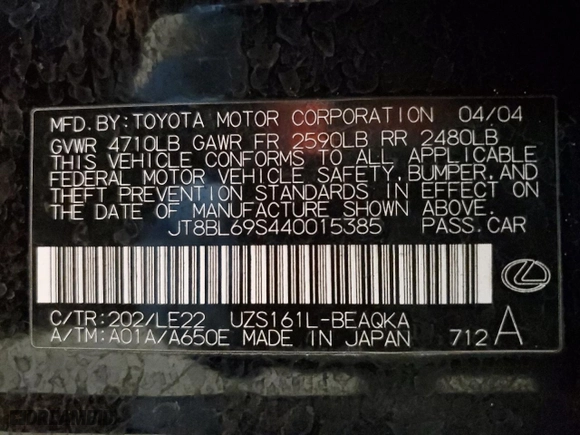 MFD.BY:TOYOTA MOTOR CORPORATION 04/04
GVWR 4710LB GAWR FR 2590LB RR 2480LB
THIS VEHICLE CONFORMS TO ALL APPLICABLE
FEDERAL MOTOR VEHICLE SAFETY,BUMPER,AND
THEFT PREVENTION STANDARDS IN EFFECT ON
THE DATE OF MANUFACTURE SHOWN ABOVE.
JT8BL69S440015385 PASS.CAR
C/TR:202/LE22 UZS161L-BEAQKA
A/TM:A01A/A650E MADE IN JAPAN 712 A